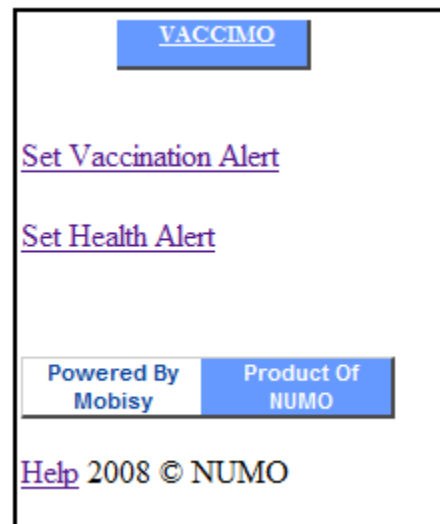 VACCIMO
Set Vaccination Alert
Set Health Alert
Powered By Product Of
Mobisy NUMO
Help 2008 © NUMO